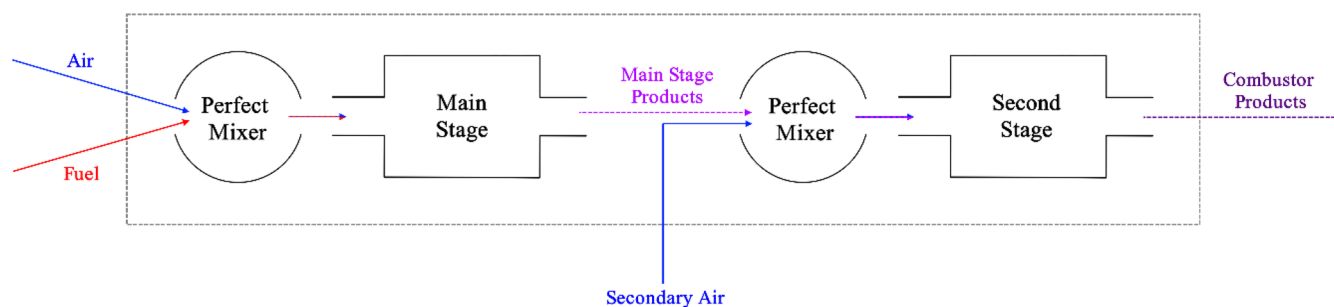 Air
Fuel
Perfect
Mixer
Main
Stage
Main Stage
Products
Secondary Air
Perfect
Mixer
Second
Stage
Combustor
Products